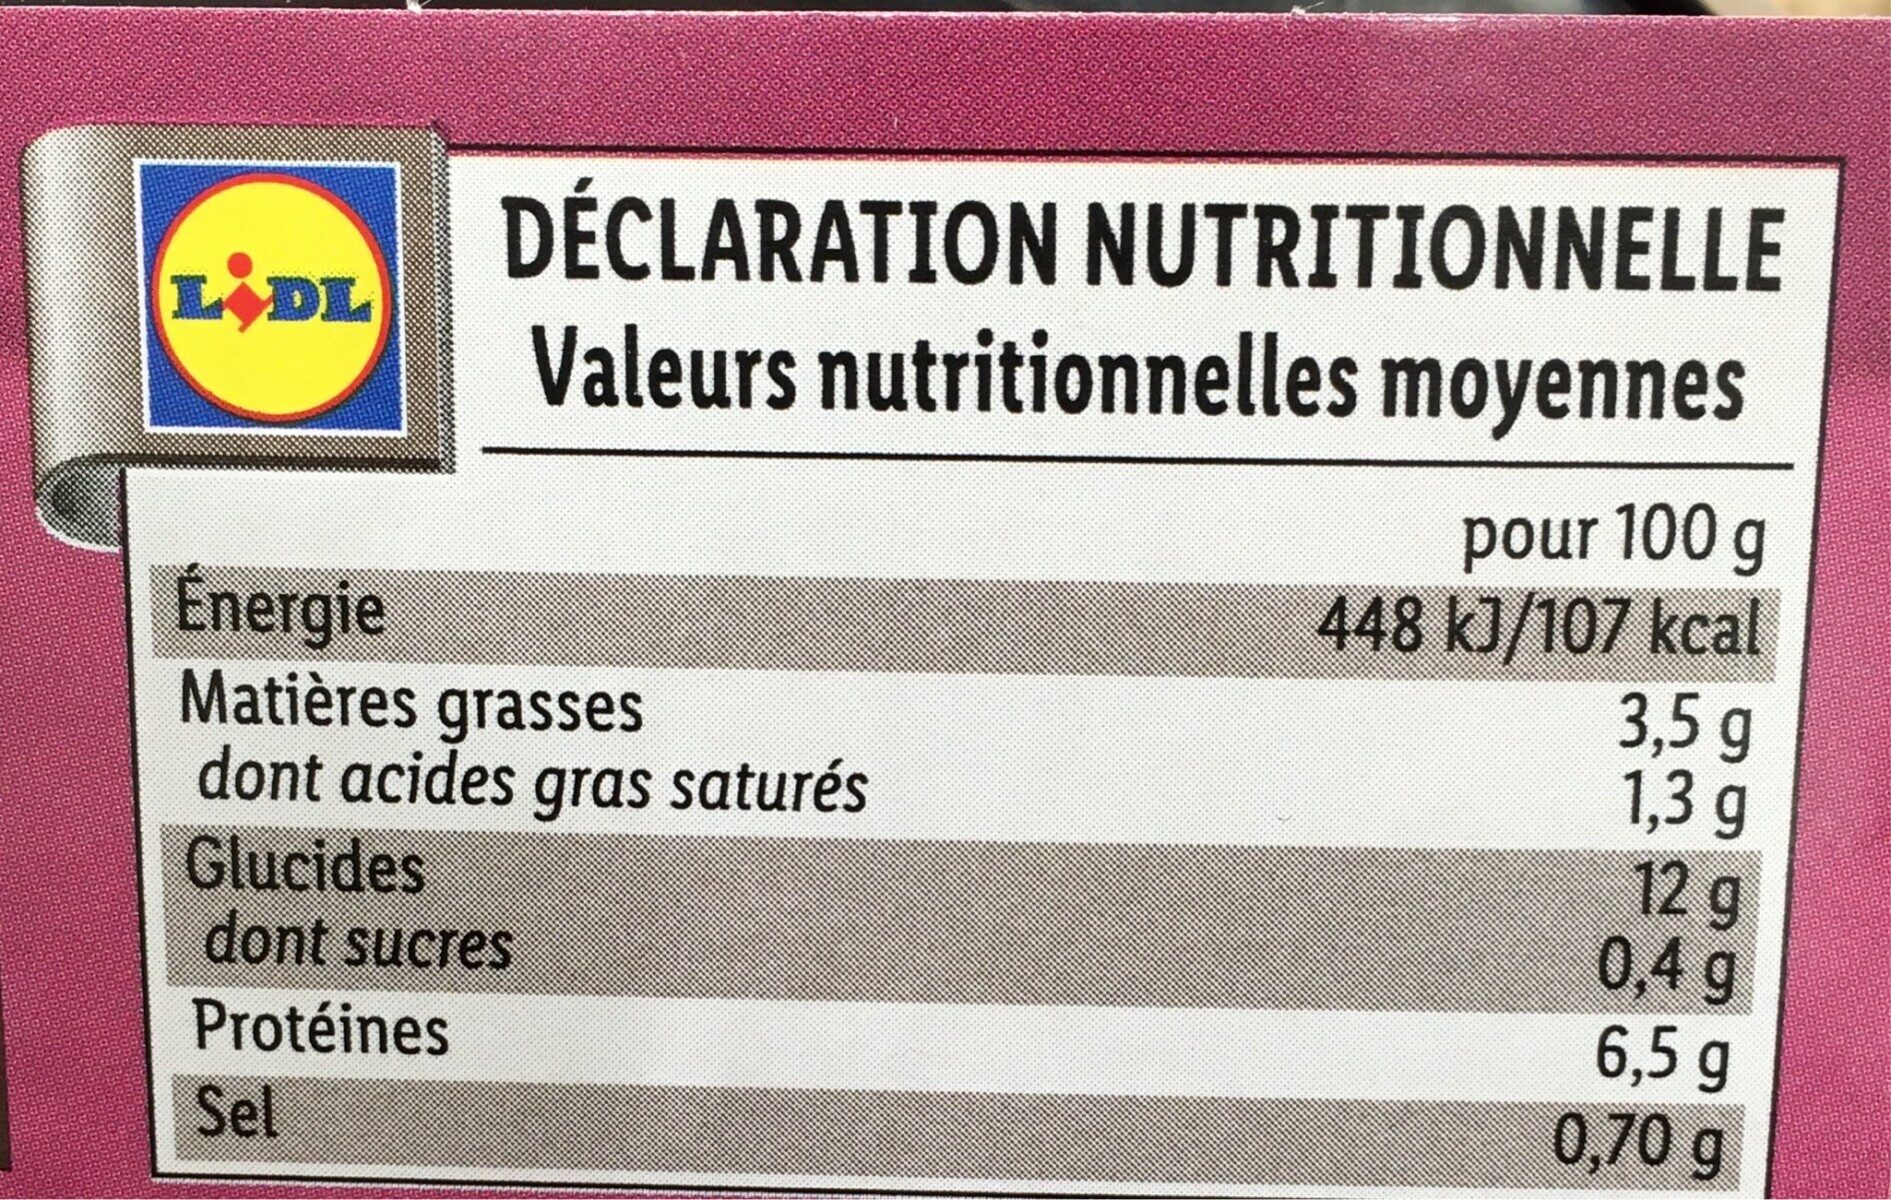 LIDL
DÉCLARATION NUTRITIONNELLE
Valeurs nutritionnelles moyennes
pour 100 g
Énergie 448 kJ/107 kcal
Matières grasses 3,5 g
dont acides gras saturés 1,3 g
Glucides 12 g
dont sucres 0,4 g
Protéines 6,5 g
Sel 0,70 g